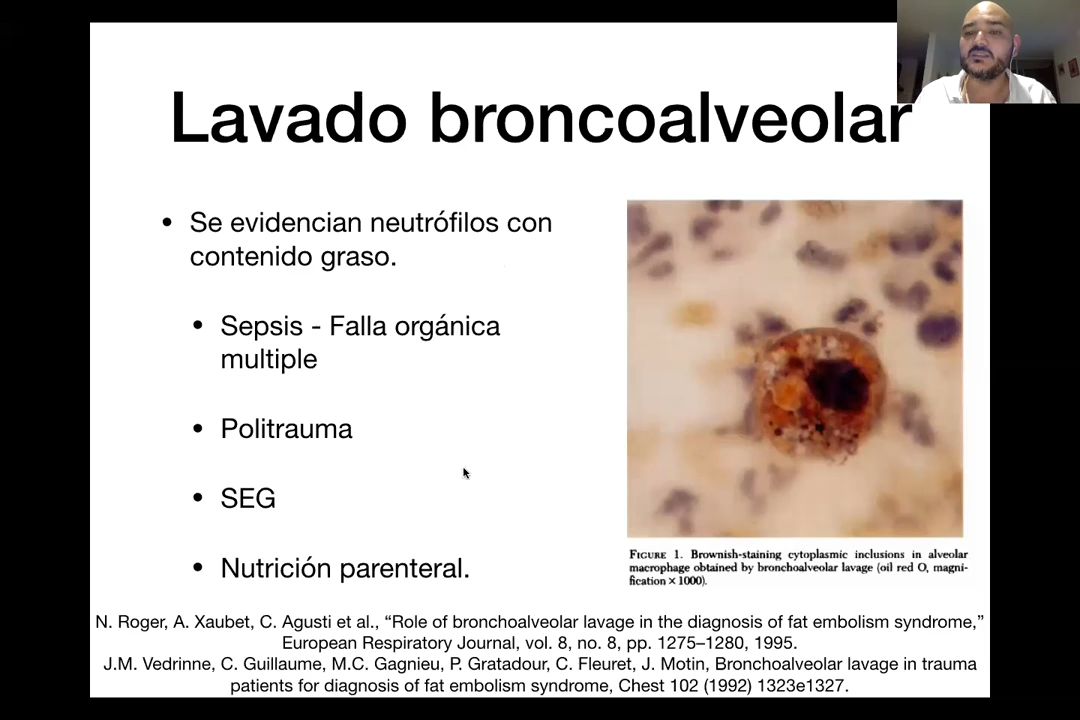 Lavado broncoalveolar
• Se evidencian neutrófilos con
contenido graso.
• Sepsis - Falla orgánica
multiple
• Politrauma
• SEG
• Nutrición parenteral.
FIGURE 1. Brownish-staining cytoplasmic inclusions in alveolar
macrophage obtained by bronchoalveolar lavage (oil red O, magni-
fication × 1000).
N. Roger, A. Xaubet, C. Agusti et al., “Role of bronchoalveolar lavage in the diagnosis of fat embolism syndrome,”
European Respiratory Journal, vol. 8, no. 8, pp. 1275–1280, 1995.
J.M. Vedrinne, C. Guillaume, M.C. Gagnieu, P. Gratadour, C. Fleuret, J. Motin, Bronchoalveolar lavage in trauma
patients for diagnosis of fat embolism syndrome, Chest 102 (1992) 1323e1327.